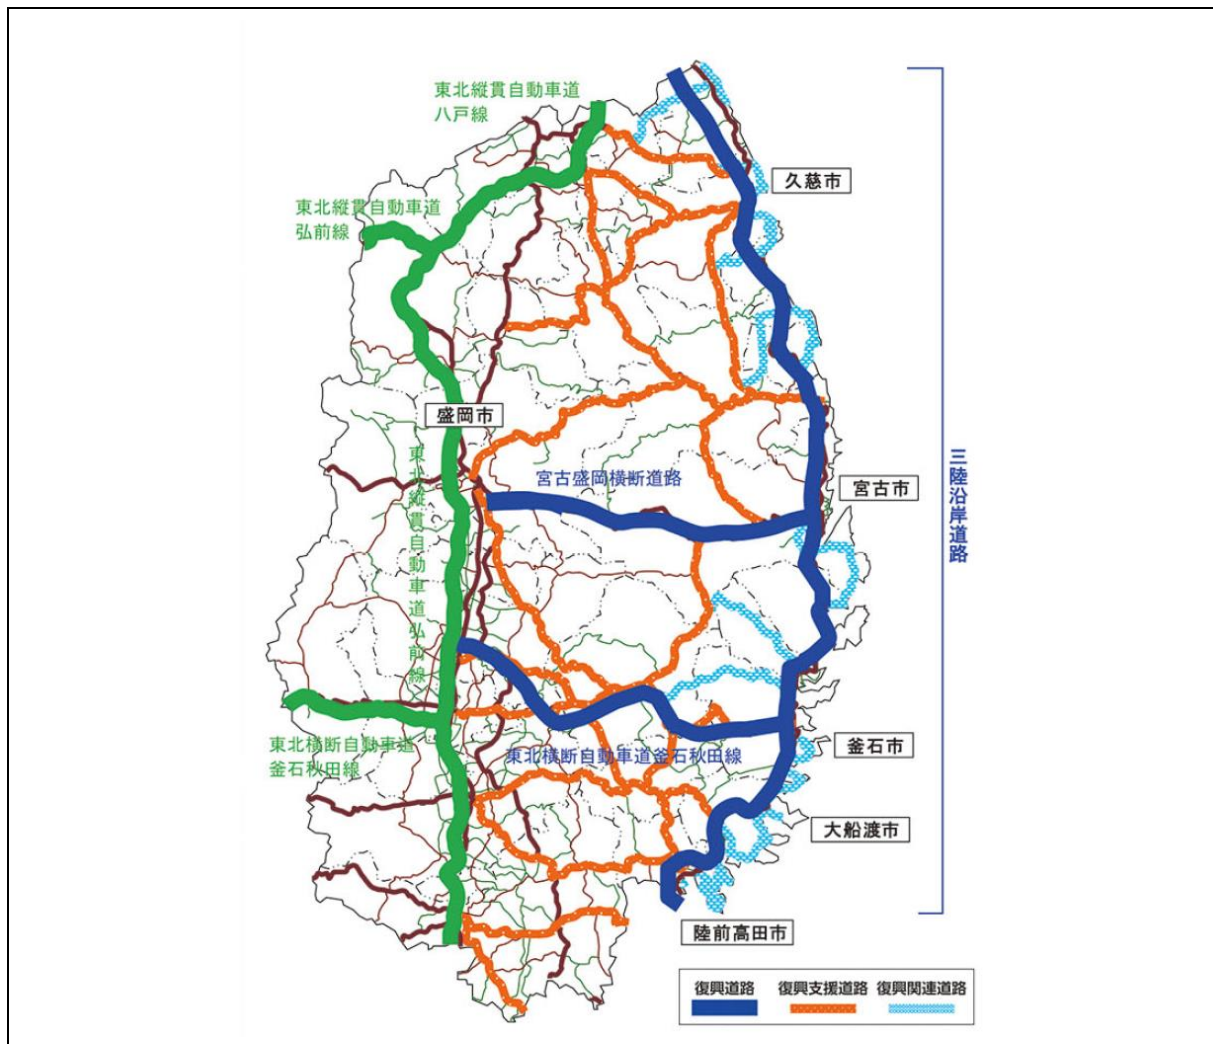 東北縦貫自動車道
八戸線
久慈市
東北縦貫自動車道
弘前線
盛岡市
東北縦貫自動車道弘前線
宮古盛岡横断道路
宮古市
三陸沿岸道路
東北横断自動車道
釜石秋田線
東北横断自動車道釜石秋田線
釜石市
大船渡市
陸前高田市
復興道路 復興支援道路 復興関連道路